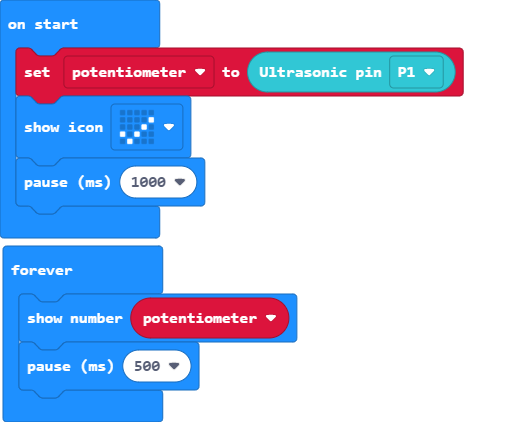 on start
set potentiometer to Ultrasonic pin P1
show icon
pause (ms) 1000
forever
show number potentiometer
pause (ms) 500